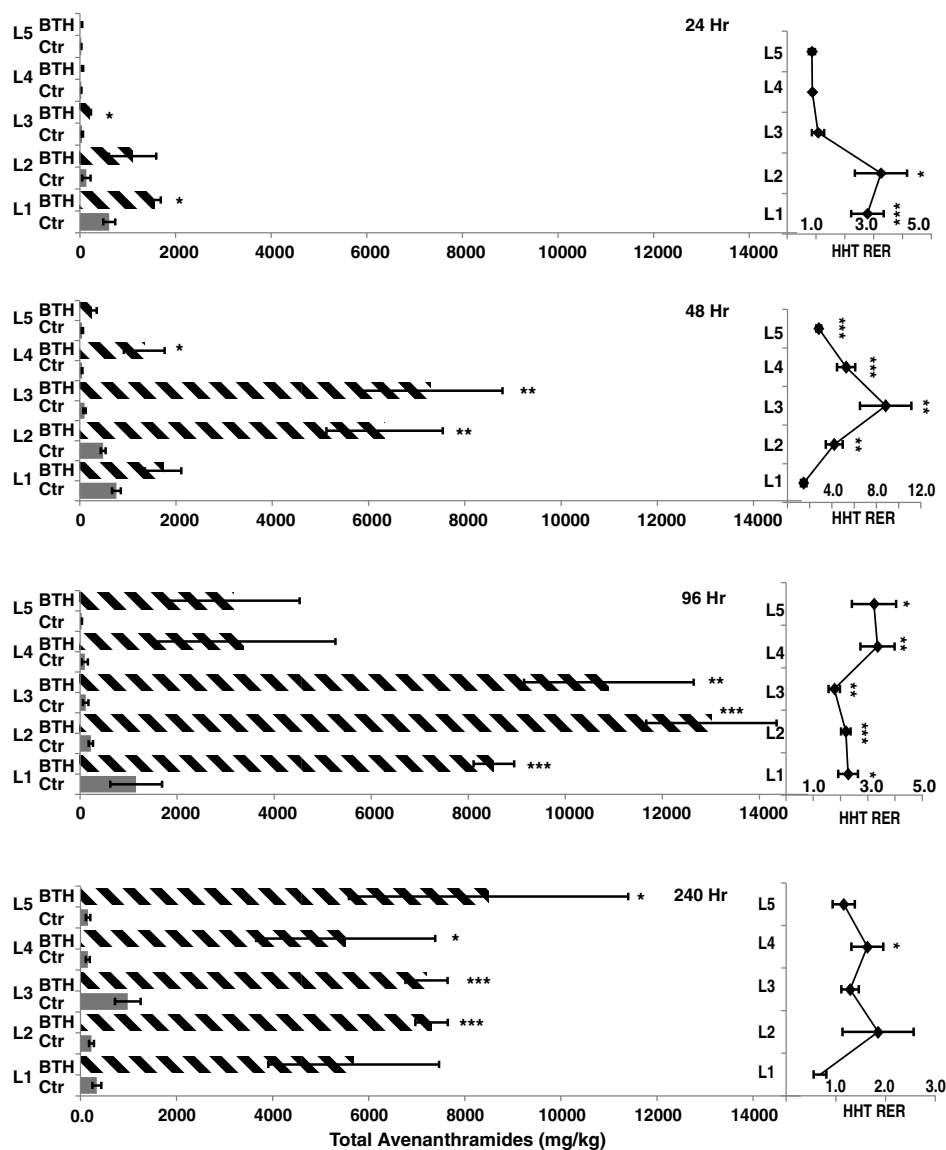 24 Hr
L5 BTH
Ctr
L4 BTH
Ctr
L3 BTH *
Ctr
L2 BTH
Ctr
L1 BTH *
Ctr
0 2000 4000 6000 8000 10000 12000 14000
L5
L4
L3
L2 *
L1 ***
1.0 3.0 5.0
HHT RER
48 Hr
L5 BTH
Ctr
L4 BTH *
Ctr
L3 BTH **
Ctr
L2 BTH **
Ctr
L1 BTH
Ctr
0 2000 4000 6000 8000 10000 12000 14000
L5 ***
L4 ***
L3 **
L2 **
L1
4.0 8.0 12.0
HHT RER
96 Hr
L5 BTH
Ctr
L4 BTH
Ctr
L3 BTH **
Ctr
L2 BTH ***
Ctr
L1 BTH ***
Ctr
0 2000 4000 6000 8000 10000 12000 14000
L5 *
L4 **
L3 **
L2 ***
L1 *
1.0 3.0 5.0
HHT RER
240 Hr
L5 BTH *
Ctr
L4 BTH *
Ctr
L3 BTH ***
Ctr
L2 BTH ***
Ctr
L1 BTH
Ctr
0.0 2000 4000 6000 8000 10000 12000 14000
Total Avenanthramides (mg/kg)
L5
L4 *
L3
L2
L1
1.0 2.0 3.0
HHT RER